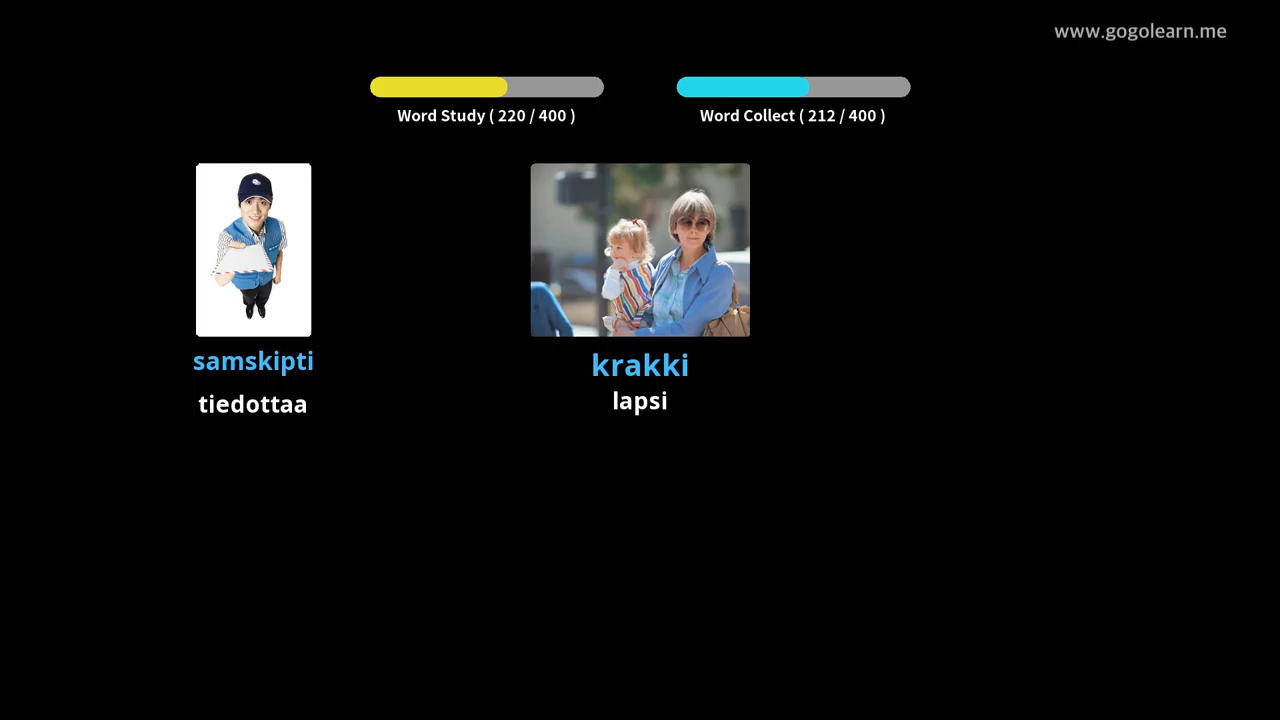 www.gogolearn.me
Word Study ( 220 / 400 )
Word Collect ( 212 / 400 )
samskipti
tiedottaa
krakki
lapsi